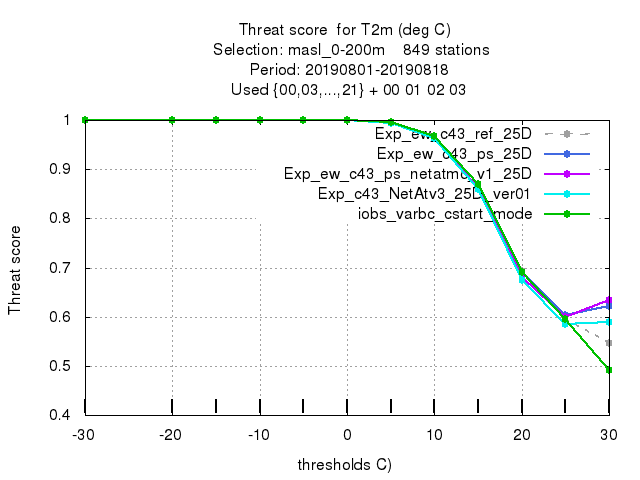 Threat score for T2m (deg C)
Selection: masl_0-200m 849 stations
Period: 20190801-20190818
Used {00,03,...,21} + 00 01 02 03
Exp_ew_c43_ref_25D
Exp_ew_c43_ps_25D
Exp_ew_c43_ps_netatmo_v1_25D
Exp_c43_NetAtv3_25D_ver01
iobs_varbc_cstart_mode
Threat score
1
0.9
0.8
0.7
0.6
0.5
0.4
-30 -20 -10 0 10 20 30
thresholds C)